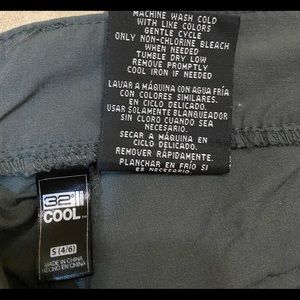 MACHINE WASH COLD
WITH LIKE COLORS
GENTLE CYCLE
ONLY NON-CHLORINE BLEACH
WHEN NEEDED
TUMBLE DRY LOW
REMOVE PROMPTLY
COOL IRON IF NEEDED
LAVAR A MÁQUINA CON AGUA FRÍA
CON COLORES SIMILARES.
EN CICLO DELICADO.
USAR SOLAMENTE BLANQUEADOR
SIN CLORO CUANDO SEA
NECESARIO.
SECAR A MÁQUINA
EN CICLO DELICADO.
REMOVER RÁPIDAMENTE.
PLANCHAR EN FRÍO SI
ES NECESARIO.
32°
COOL
S (4/6)
MADE IN CHINA
HECHO EN CHINA